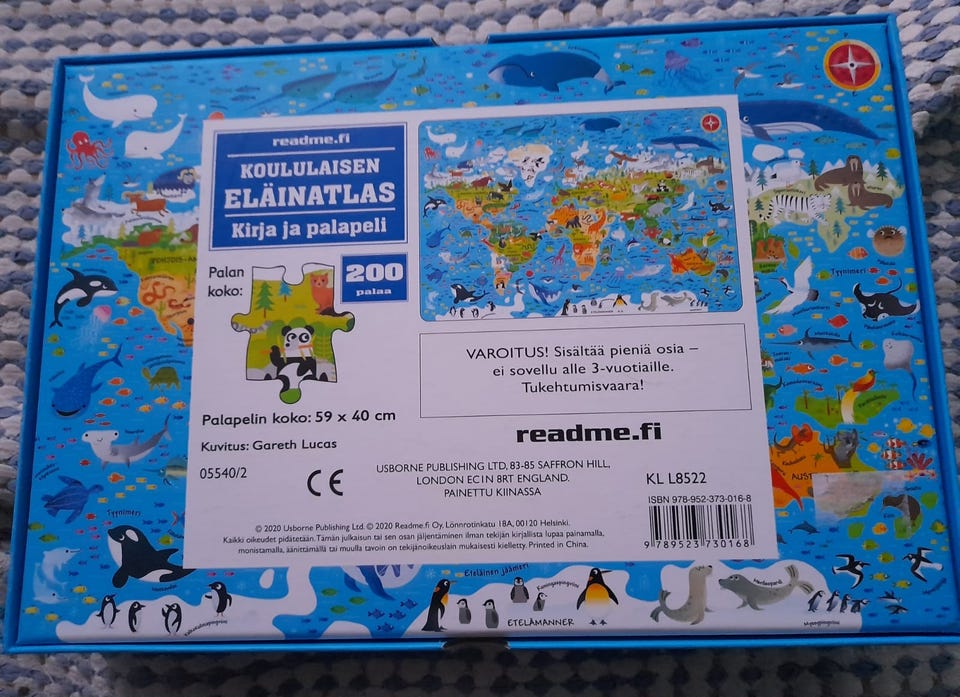 readme.fi
KOULULAISEN
ELÄINATLAS
Kirja ja palapeli
Palan
koko:
200
palaa
VAROITUS! Sisältää pieniä osia –
ei sovellu alle 3-vuotiaille.
Tukehtumisvaara!
Palapelin koko: 59 x 40 cm
Kuvitus: Gareth Lucas
05540/2
CE
readme.fi
USBORNE PUBLISHING LTD, 83-85 SAFFRON HILL,
LONDON EC1N 8RT ENGLAND.
PAINETTU KIINASSA
KL L8522
ISBN 978-952-373-016-8
9 789523 730168
© 2020 Usborne Publishing Ltd. © 2020 Readme.fi Oy, Lönnrotinkatu 18A, 00120 Helsinki.
Kaikki oikeudet pidätetään. Tämän julkaisun tai sen osan jäljentäminen ilman tekijän kirjallista lupaa painamalla,
monistamalla, äänittämällä tai muulla tavoin on tekijänoikeuslain mukaisesti kielletty. Printed in China.
Tyynimeri
Tyynimeri
Eteläinen jäämeri
Kuningaspingviini
Merileopardi
ETELÄMANNER
AUST